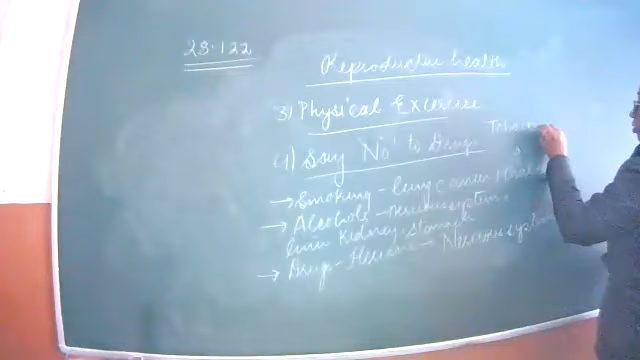 28.1.22
Reproductive health
3) Physical Excersise
4) Say 'No' to Drugs
→ Smoking - lung cancer
→ Alcohols - nervous system,
liver Kidney, stomach
→ Drug - Heroine - Nervous system